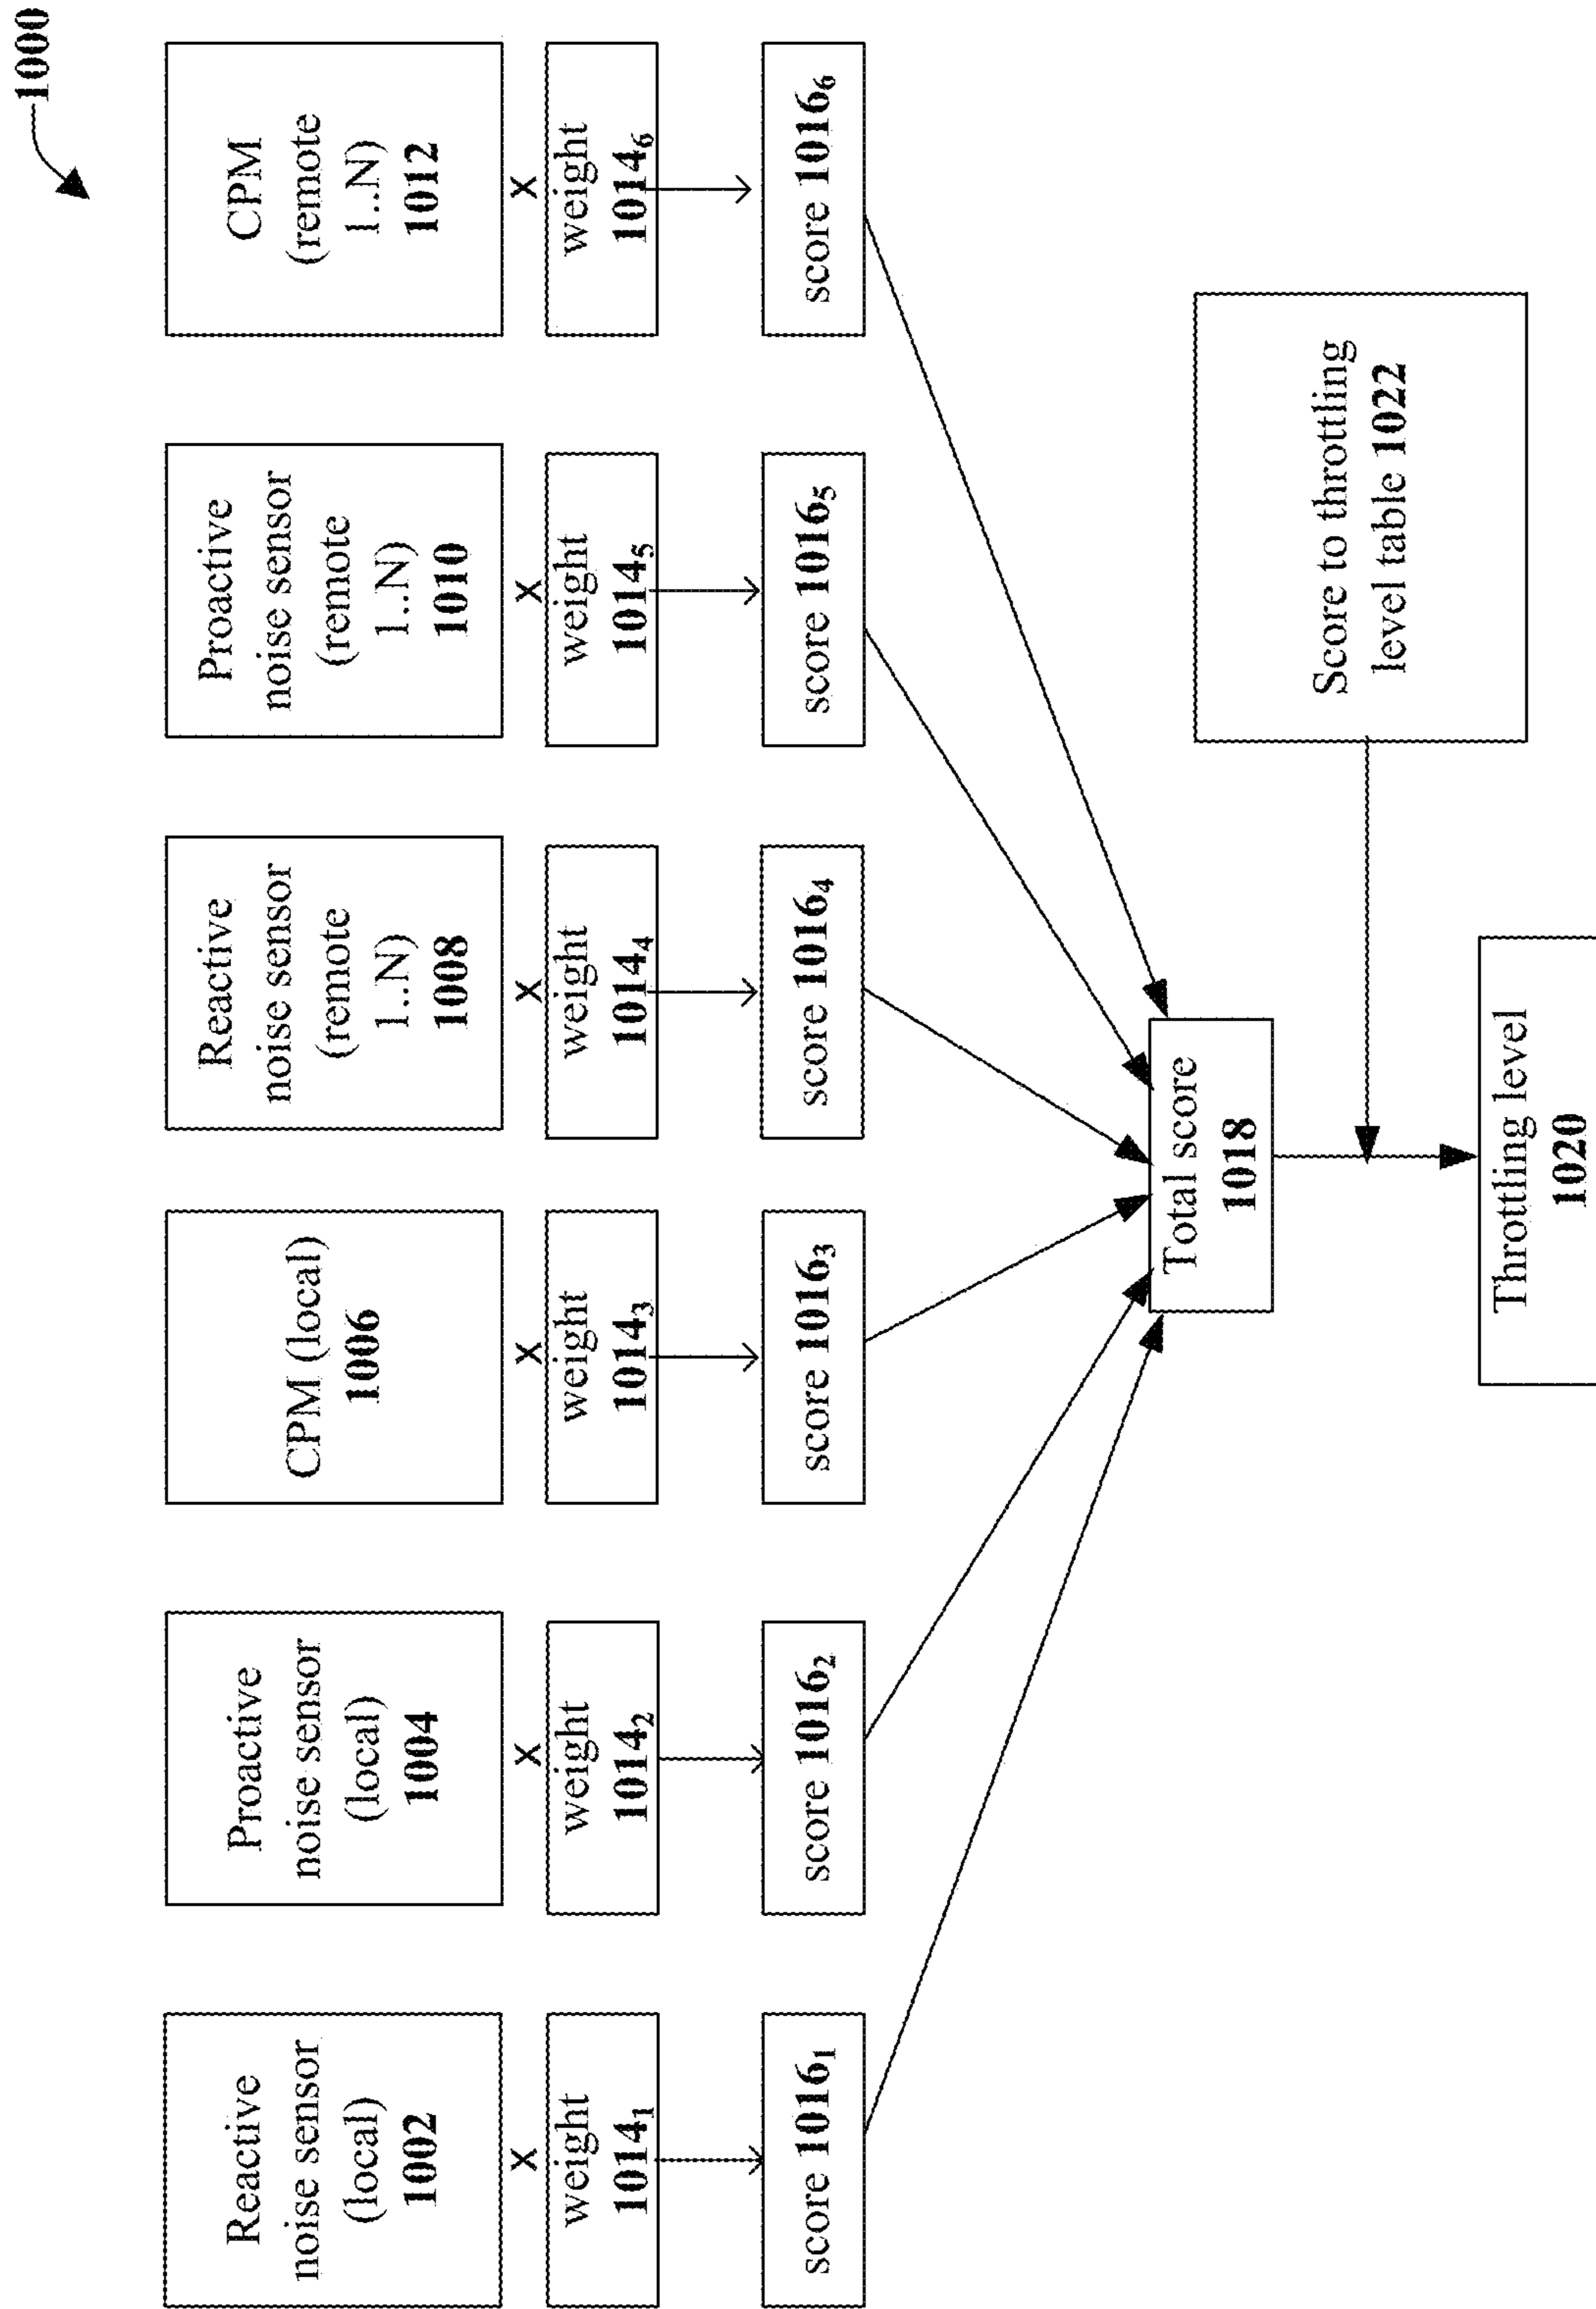 1000
Reactive
noise sensor
(local)
1002
Proactive
noise sensor
(local)
1004
CPM (local)
1006
Reactive
noise sensor
(remote
1..N)
1008
Proactive
noise sensor
(remote
1..N)
1010
CPM
(remote
1..N)
1012
X
X
X
X
X
X
weight
1014₁
weight
1014₂
weight
1014₃
weight
1014₄
weight
1014₅
weight
1014₆
score 1016₁
score 1016₂
score 1016₃
score 1016₄
score 1016₅
score 1016₆
Total score
1018
Score to throttling
level table 1022
Throttling level
1020